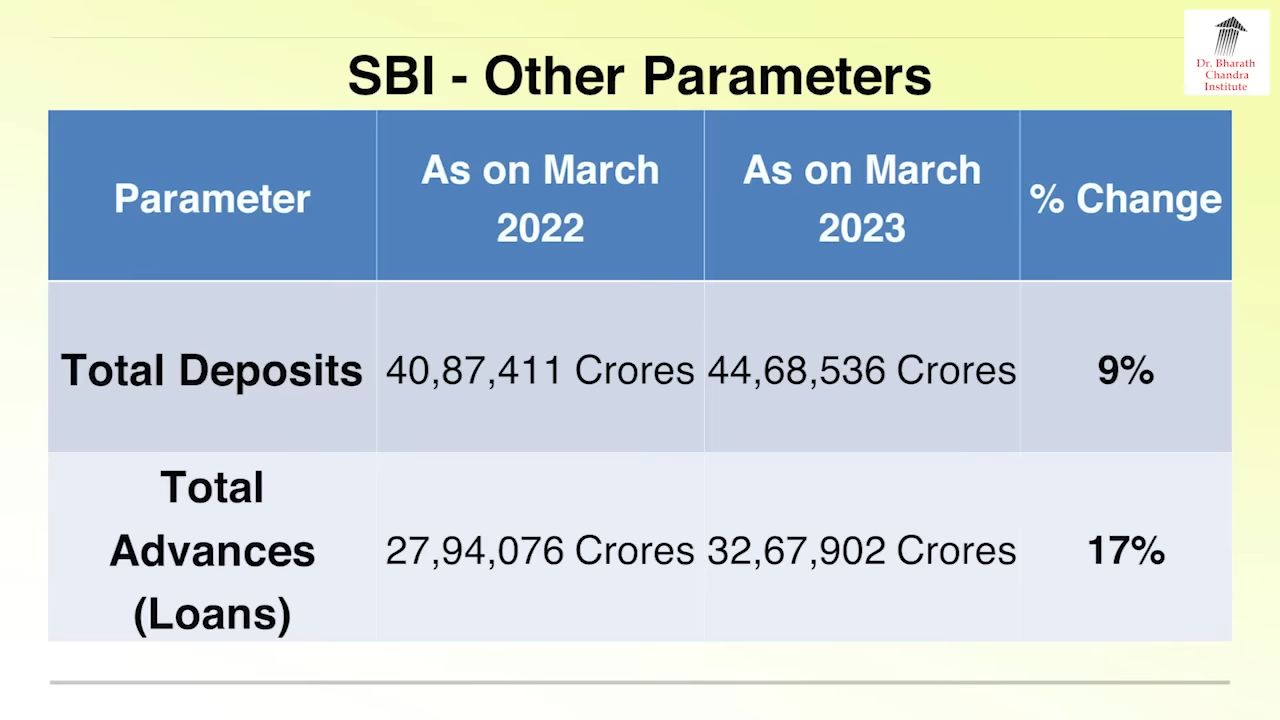 Dr. Bharath
Chandra
Institute
SBI - Other Parameters
Parameter
As on March
2022
As on March
2023
% Change
Total Deposits
40,87,411 Crores
44,68,536 Crores
9%
Total
Advances
(Loans)
27,94,076 Crores
32,67,902 Crores
17%